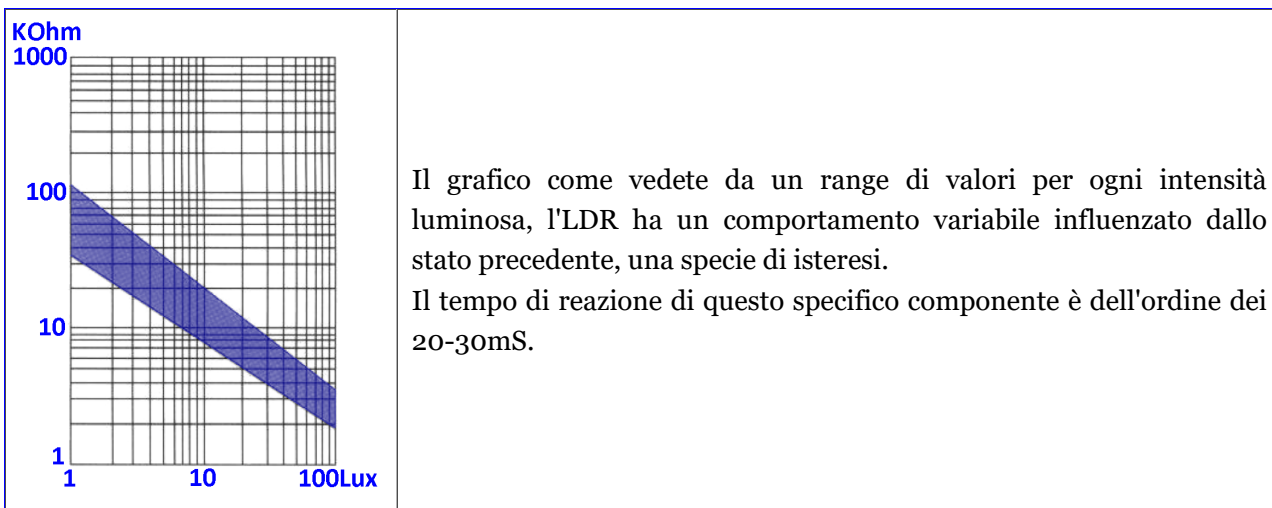 KOhm
1000
100
10
1
1
10
100Lux
Il grafico come vedete da un range di valori per ogni intensità
luminosa, l'LDR ha un comportamento variabile influenzato dallo
stato precedente, una specie di isteresi.
Il tempo di reazione di questo specifico componente è dell'ordine dei
20-30mS.